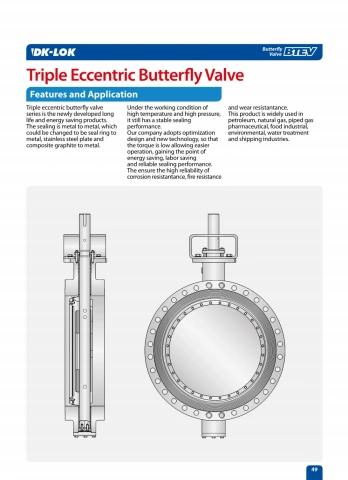 DK-LOK
Butterfly
Valve BTEV
Triple Eccentric Butterfly Valve
Features and Application
Triple eccentric butterfly valve
series is the newly developed long
life and energy saving products.
The sealing is metal to metal, which
could be changed to be seal ring to
metal, stainless steel plate and
composite graphite to metal.
Under the working condition of
high temperature and high pressure,
it still has a stable sealing
performance.
Our company adopts optimization
design and new technology, so that
the torque is low allowing easier
operation, gaining the point of
energy saving, labor saving
and reliable sealing performance.
The ensure the high reliability of
corrosion resistantance, fire resistance
and wear resistantance.
This product is widely used in
petroleum, natural gas, piped gas
pharmaceutical, food industrial,
environmental, water treatment
and shipping industries.
49